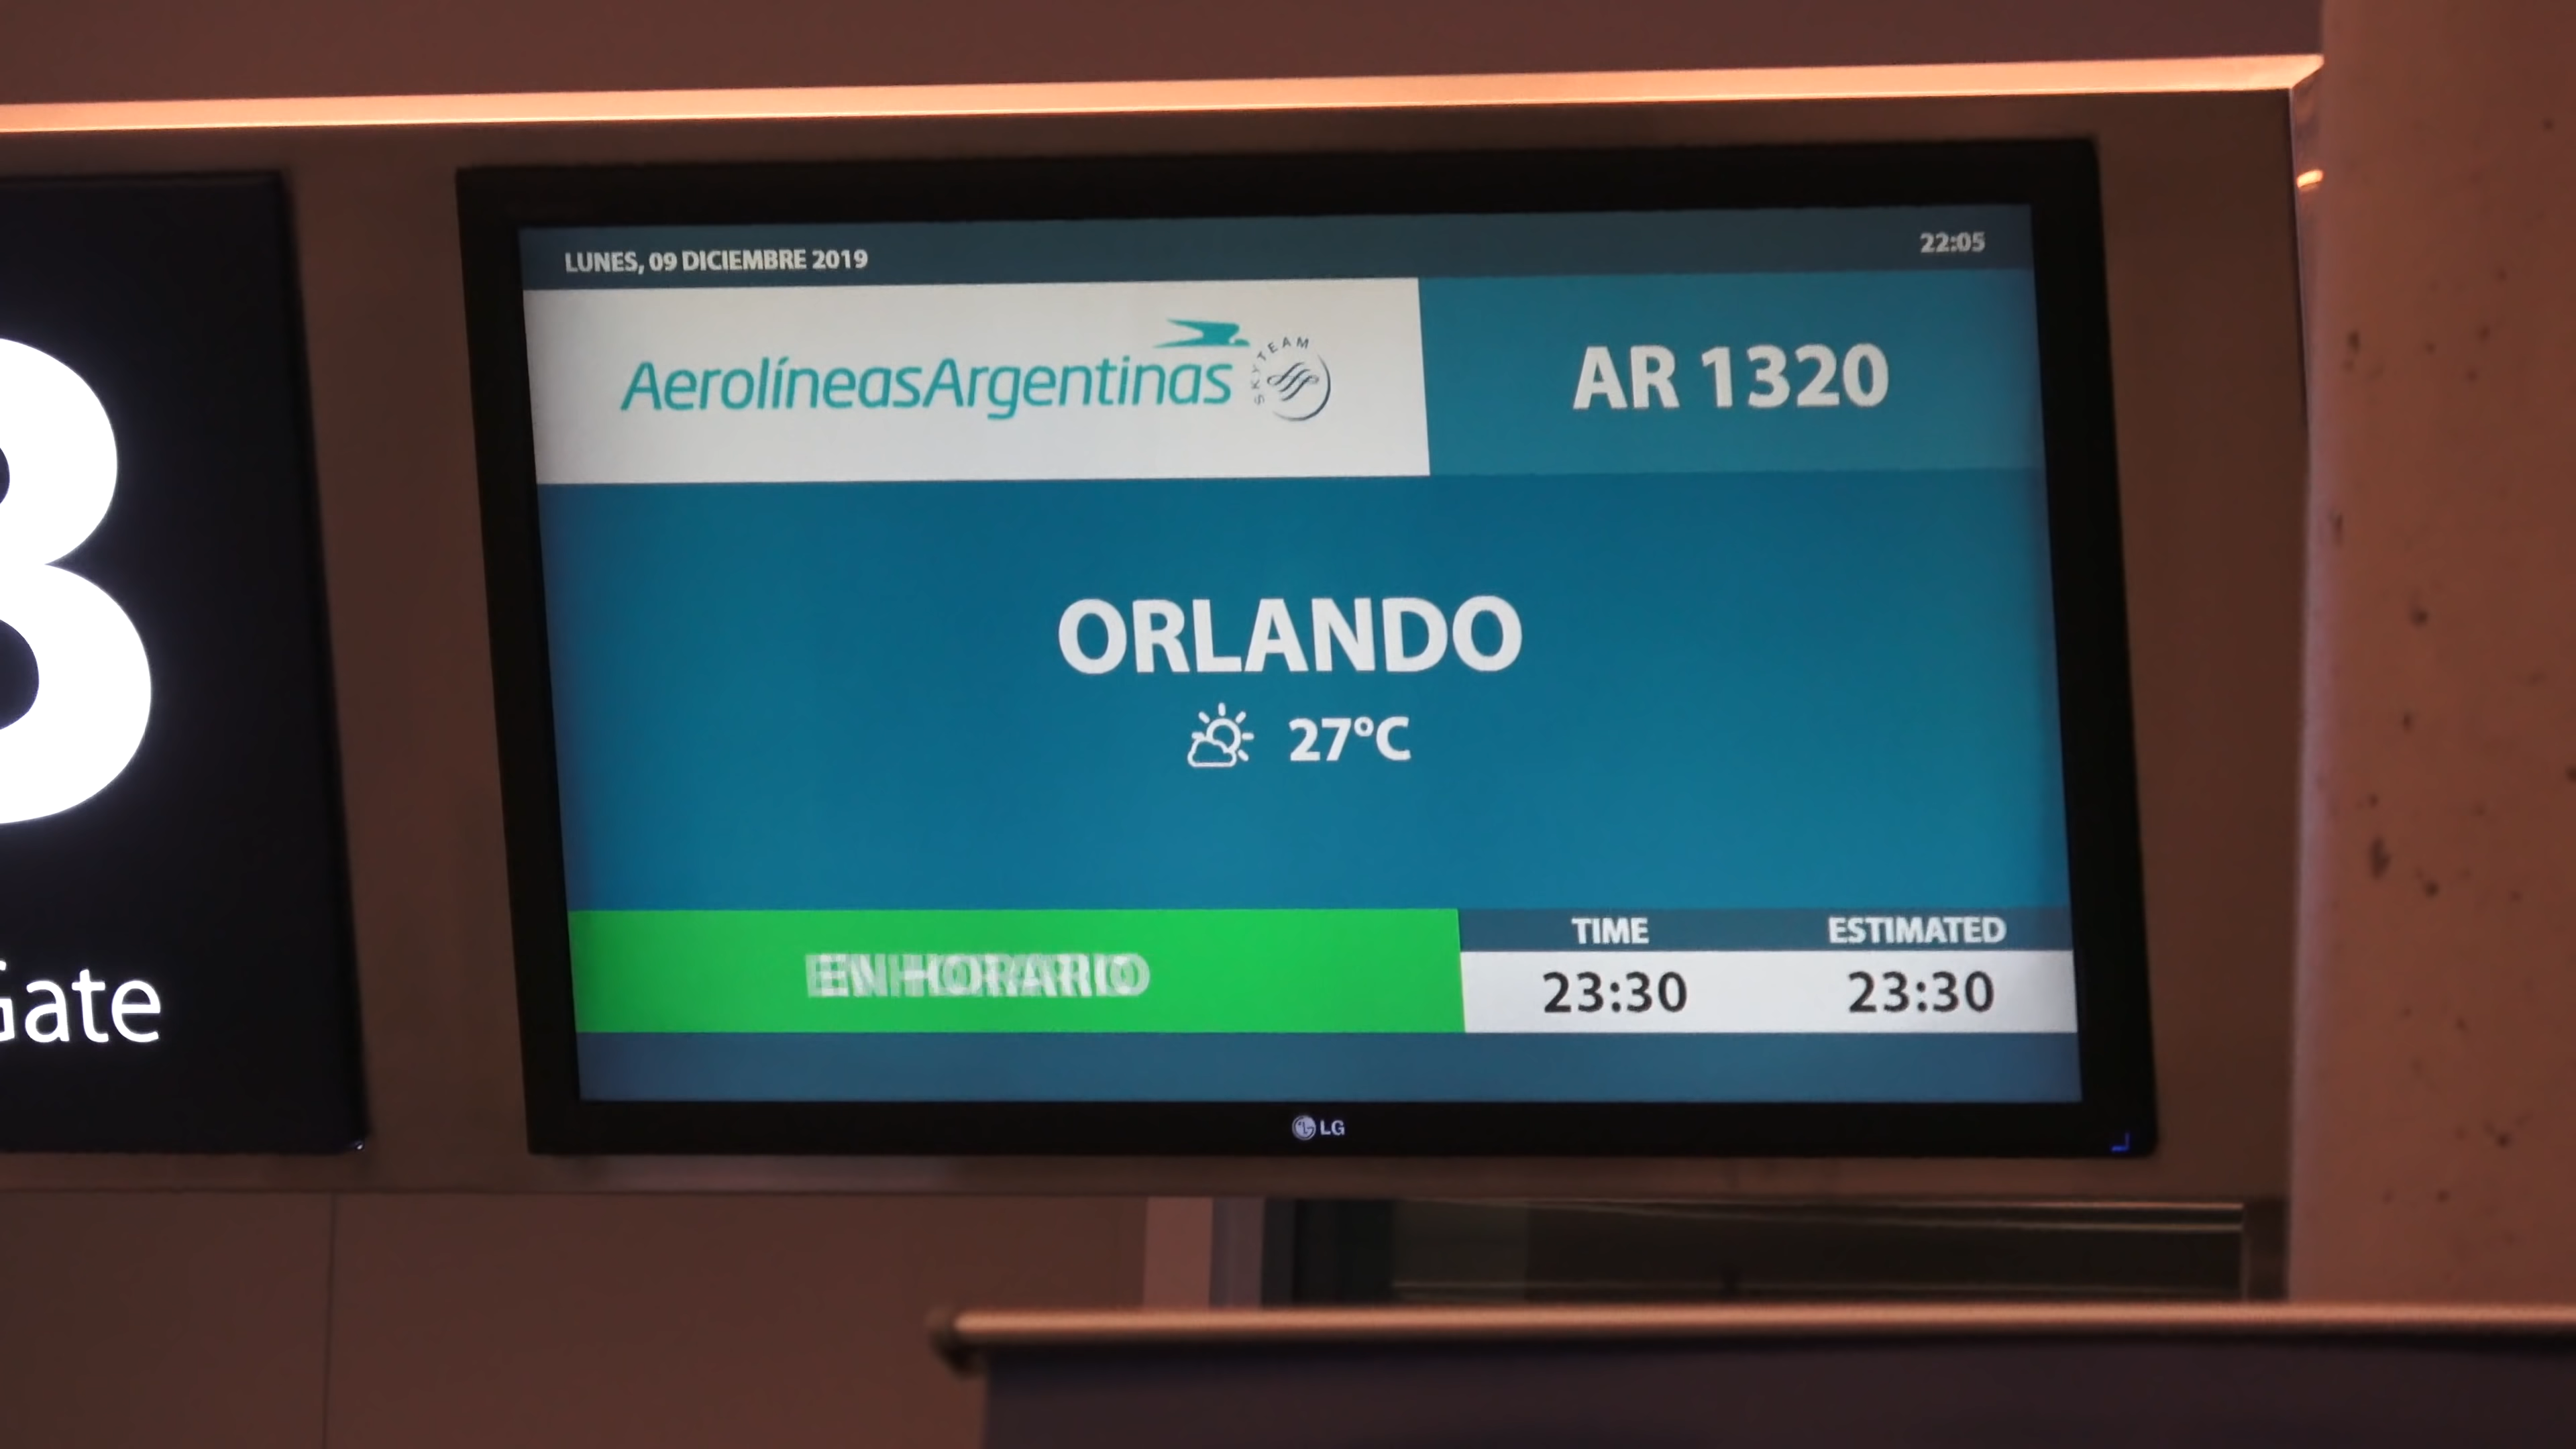 8
Gate
LUNES, 09 DICIEMBRE 2019
22:05
AerolíneasArgentinas
SKYTEAM
AR 1320
ORLANDO
27°C
EN HORARIO
TIME
ESTIMATED
23:30
23:30
LG